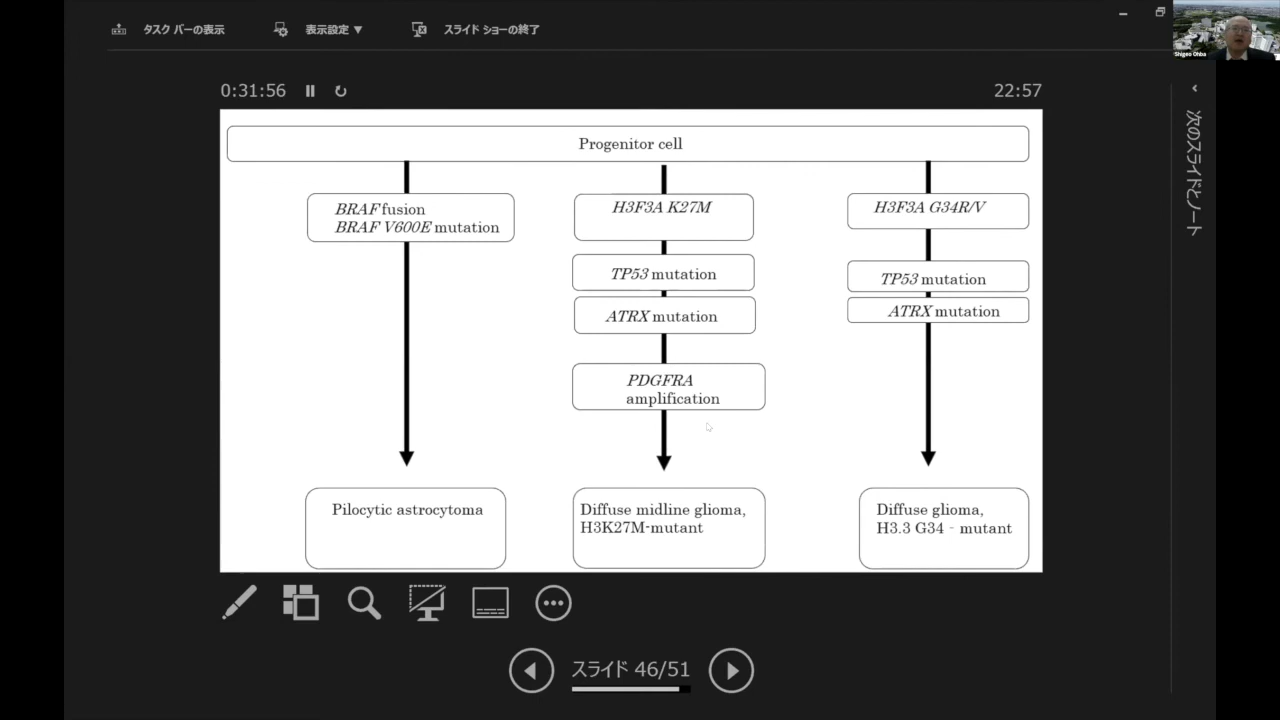 タスク バーの表示
表示設定 ▼
スライド ショーの終了
Shigeo Ohba
0:31:56
22:57
次のスライドとノート
Progenitor cell
BRAF fusion
BRAF V600E mutation
H3F3A K27M
H3F3A G34R/V
TP53 mutation
TP53 mutation
ATRX mutation
ATRX mutation
PDGFRA
amplification
Pilocytic astrocytoma
Diffuse midline glioma,
H3K27M-mutant
Diffuse glioma,
H3.3 G34 - mutant
スライド 46/51